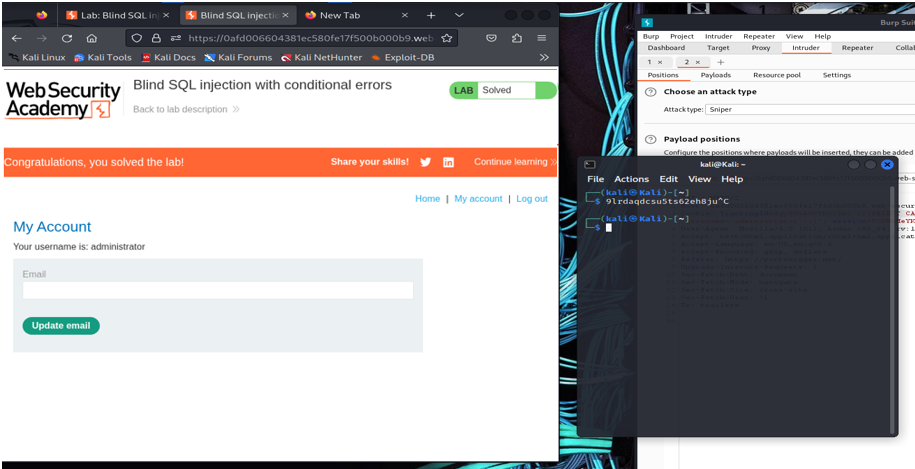 Lab: Blind SQL in
Blind SQL injectio
New Tab
https://0afd006604381ec580fe17f500b000b9.web
Kali Linux
Kali Tools
Kali Docs
Kali Forums
Kali NetHunter
Exploit-DB
Web Security
Academy
Blind SQL injection with conditional errors
Back to lab description
LAB
Solved
Congratulations, you solved the lab!
Share your skills!
Continue learning
Home | My account | Log out
My Account
Your username is: administrator
Email
Update email
Burp Sui
Burp Project Intruder Repeater View Help
Dashboard Target Proxy Intruder Repeater Collab
1 × 2 × +
Positions Payloads Resource pool Settings
Choose an attack type
Attack type: Sniper
Payload positions
Configure the positions where payloads will be inserted, they can be added
kali@Kali: ~
File Actions Edit View Help
┌──(kali㉿Kali)-[~]
└─$ 9lrdaqdcsu5ts62eh8ju^C
┌──(kali㉿Kali)-[~]
└─$